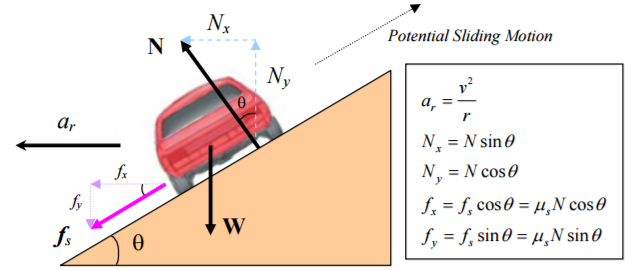 N_x
N
Potential Sliding Motion
N_y
θ
a_r
a_r = v²/r
N_x = N sin θ
f_x
N_y = N cos θ
f_y
f_x = f_s cos θ = μ_s N cos θ
f_s
θ
W
f_y = f_s sin θ = μ_s N sin θ